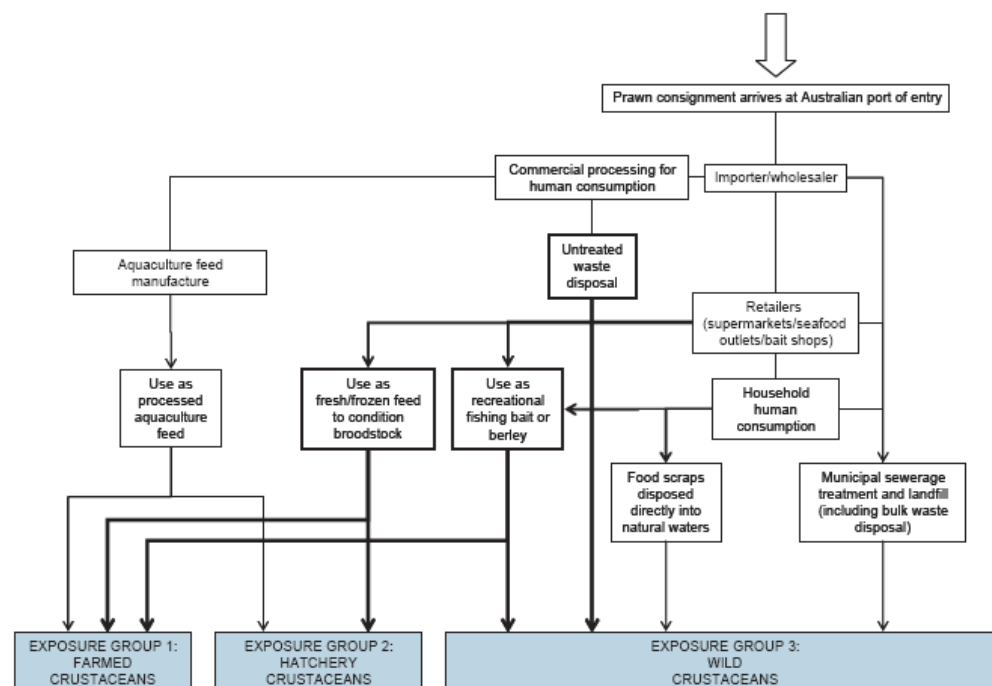 Prawn consignment arrives at Australian port of entry
Commercial processing for
human consumption
Importer/wholesaler
Untreated
waste
disposal
Aquaculture feed
manufacture
Retailers
(supermarkets/seafood
outlets/bait shops)
Use as
processed
aquaculture
feed
Use as
fresh/frozen feed
to condition
broodstock
Use as
recreational
fishing bait or
berley
Household
human
consumption
Food scraps
disposed
directly into
natural waters
Municipal sewerage
treatment and landfill
(including bulk waste
disposal)
EXPOSURE GROUP 1:
FARMED
CRUSTACEANS
EXPOSURE GROUP 2:
HATCHERY
CRUSTACEANS
EXPOSURE GROUP 3:
WILD
CRUSTACEANS